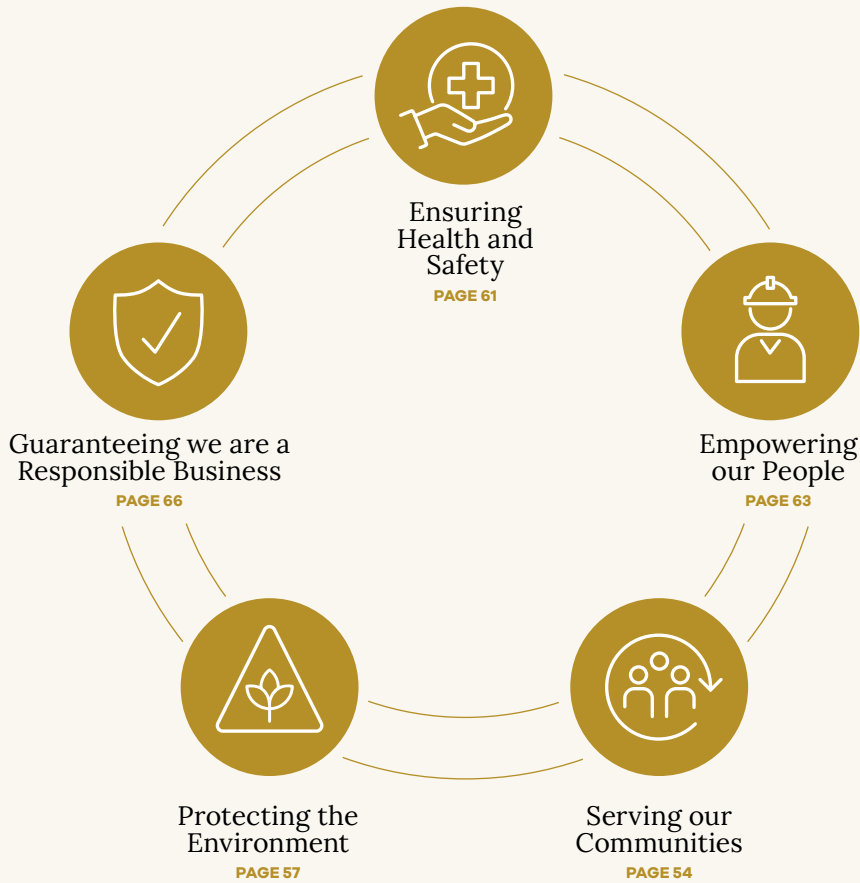 Ensuring
Health and
Safety
PAGE 61
Guaranteeing we are a
Responsible Business
PAGE 66
Empowering
our People
PAGE 63
Protecting the
Environment
PAGE 57
Serving our
Communities
PAGE 54